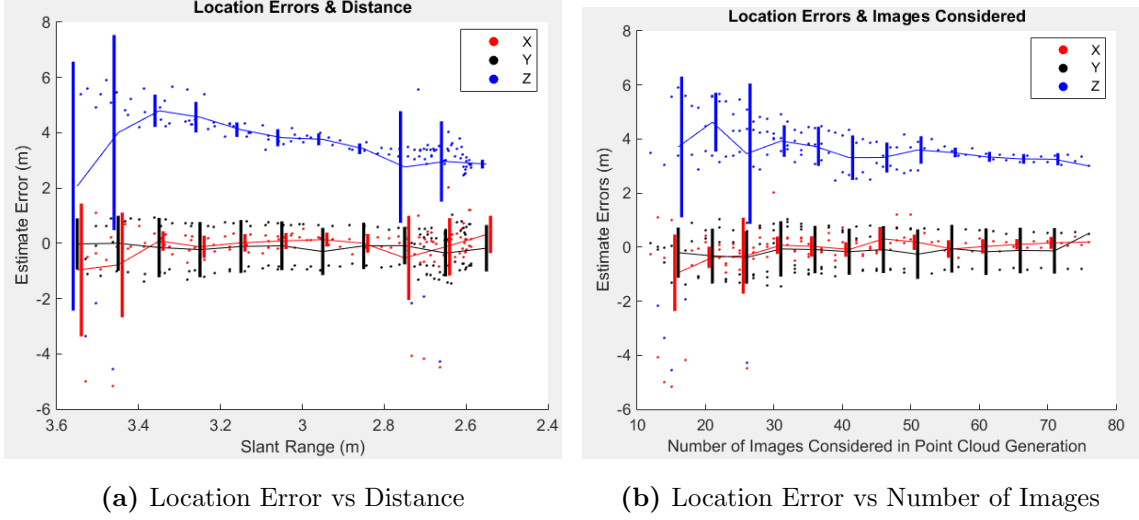 Location Errors & Distance
8
6
4
2
0
-2
-4
-6
Estimate Error (m)
X
Y
Z
3.6
3.4
3.2
3
2.8
2.6
2.4
Slant Range (m)
(a) Location Error vs Distance
Location Errors & Images Considered
8
6
4
2
0
-2
-4
-6
Estimate Errors (m)
X
Y
Z
10
20
30
40
50
60
70
80
Number of Images Considered in Point Cloud Generation
(b) Location Error vs Number of Images